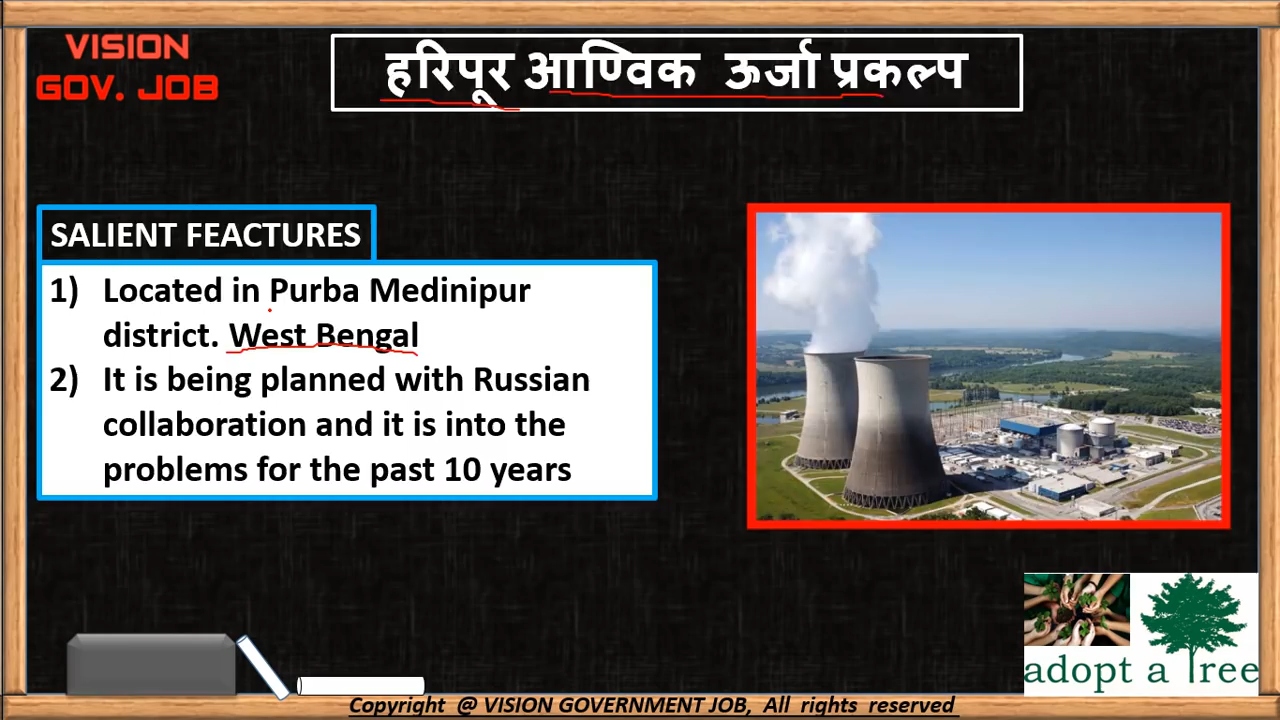 VISION
GOV. JOB
हरिपूर आण्विक ऊर्जा प्रकल्प
SALIENT FEACTURES
1) Located in Purba Medinipur
district. West Bengal
2) It is being planned with Russian
collaboration and it is into the
problems for the past 10 years
adopt a Tree
Copyright @ VISION GOVERNMENT JOB, All rights reserved